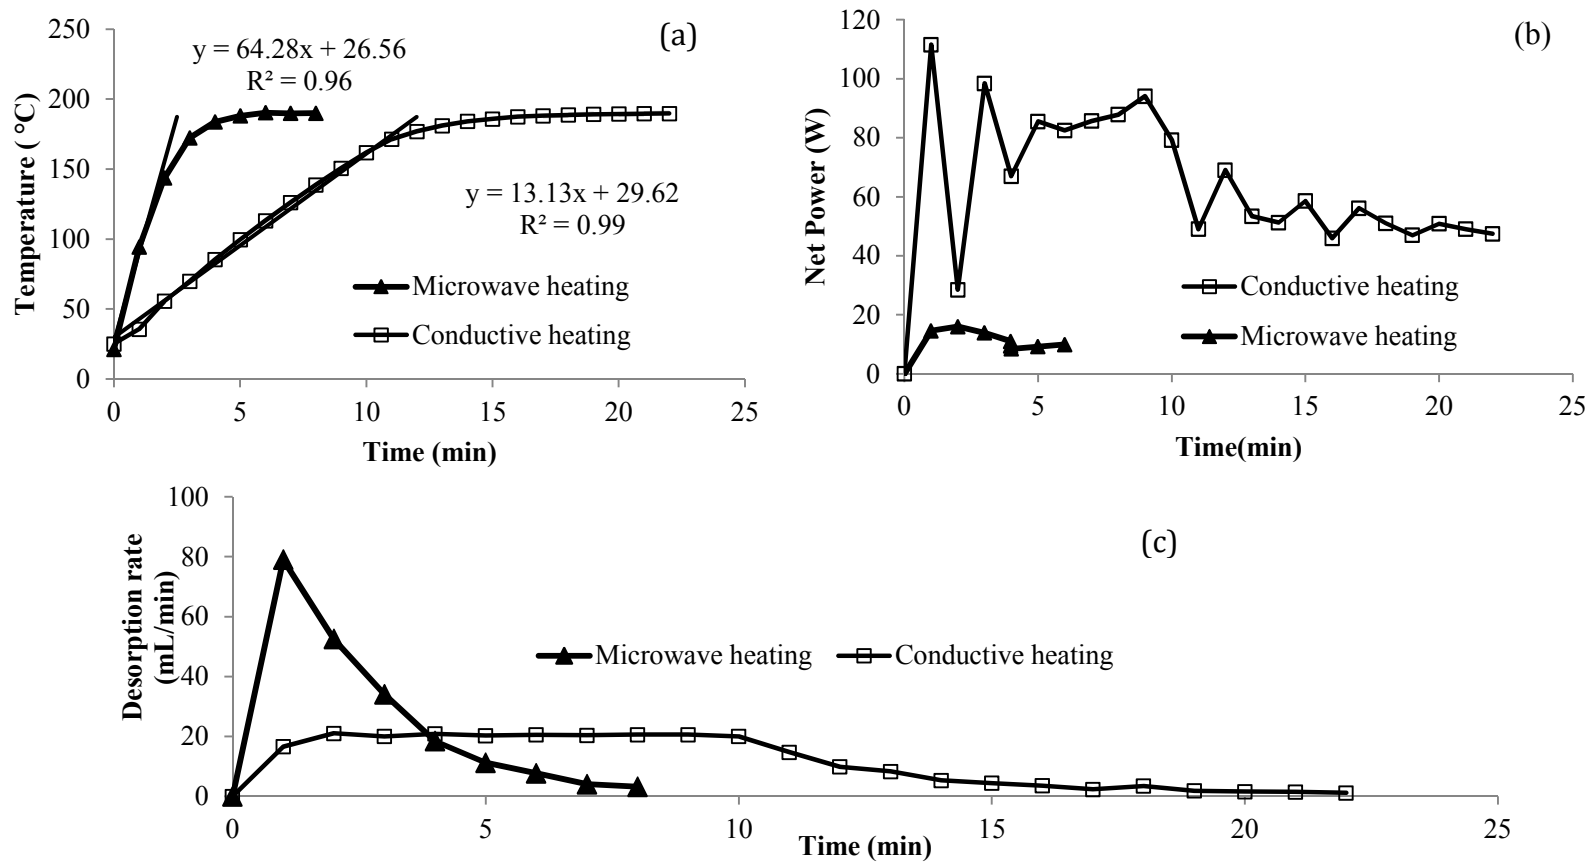 (a)
y = 64.28x + 26.56
R² = 0.96
y = 13.13x + 29.62
R² = 0.99
Microwave heating
Conductive heating
Temperature ( °C)
250
200
150
100
50
0
0 5 10 15 20 25
Time (min)
(b)
Net Power (W)
120
100
80
60
40
20
0
Conductive heating
Microwave heating
0 5 10 15 20 25
Time(min)
(c)
Desorption rate
(mL/min)
100
80
60
40
20
0
Microwave heating Conductive heating
0 5 10 15 20 25
Time (min)